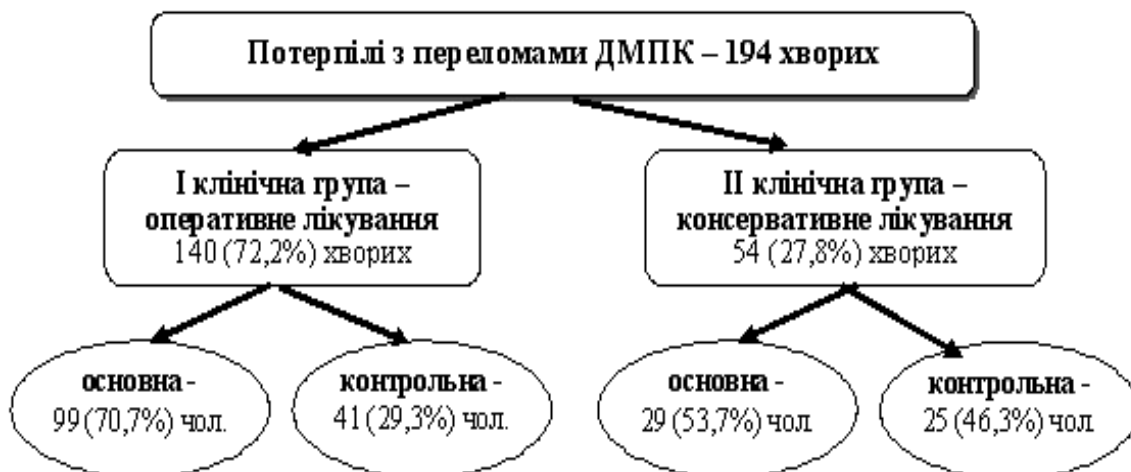 Потерпілі з переломами ДМПК – 194 хворих
І клінічна група –
оперативне лікування
140 (72,2%) хворих
ІІ клінічна група –
консервативне лікування
54 (27,8%) хворих
основна -
99 (70,7%) чол.
контрольна -
41 (29,3%) чол.
основна -
29 (53,7%) чол
контрольна -
25 (46,3%) чол